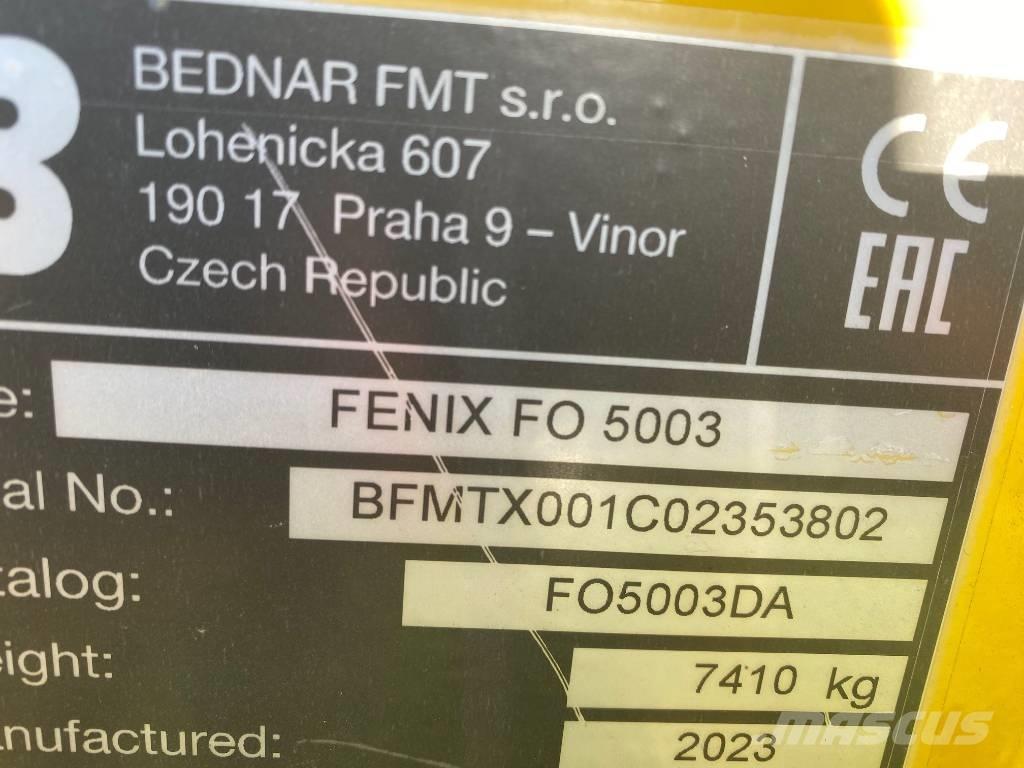 B
BEDNAR FMT s.r.o.
Lohenicka 607
190 17 Praha 9 – Vinor
Czech Republic
CE
EAC
e: FENIX FO 5003
al No.: BFMTX001C02353802
talog: FO5003DA
eight: 7410 kg
anufactured: 2023
MASCUS